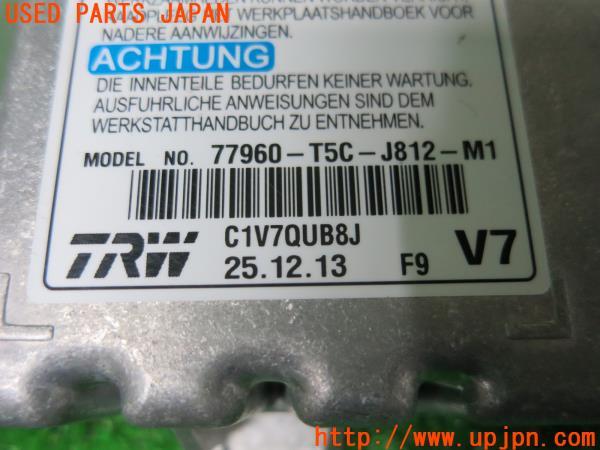 USED PARTS JAPAN
WERKPLAATSHANDBOEK VOOR
NADERE AANWIJZINGEN.
ACHTUNG
DIE INNENTEILE BEDURFEN KEINER WARTUNG.
AUSFUHRLICHE ANWEISUNGEN SIND DEM
WERKSTATTHANDBUCH ZU ENTNEHMEN.
MODEL NO. 77960-T5C-J812-M1
TRW C1V7QUB8J
25.12.13 F9 V7
UPJ
http://www.upjpn.com/